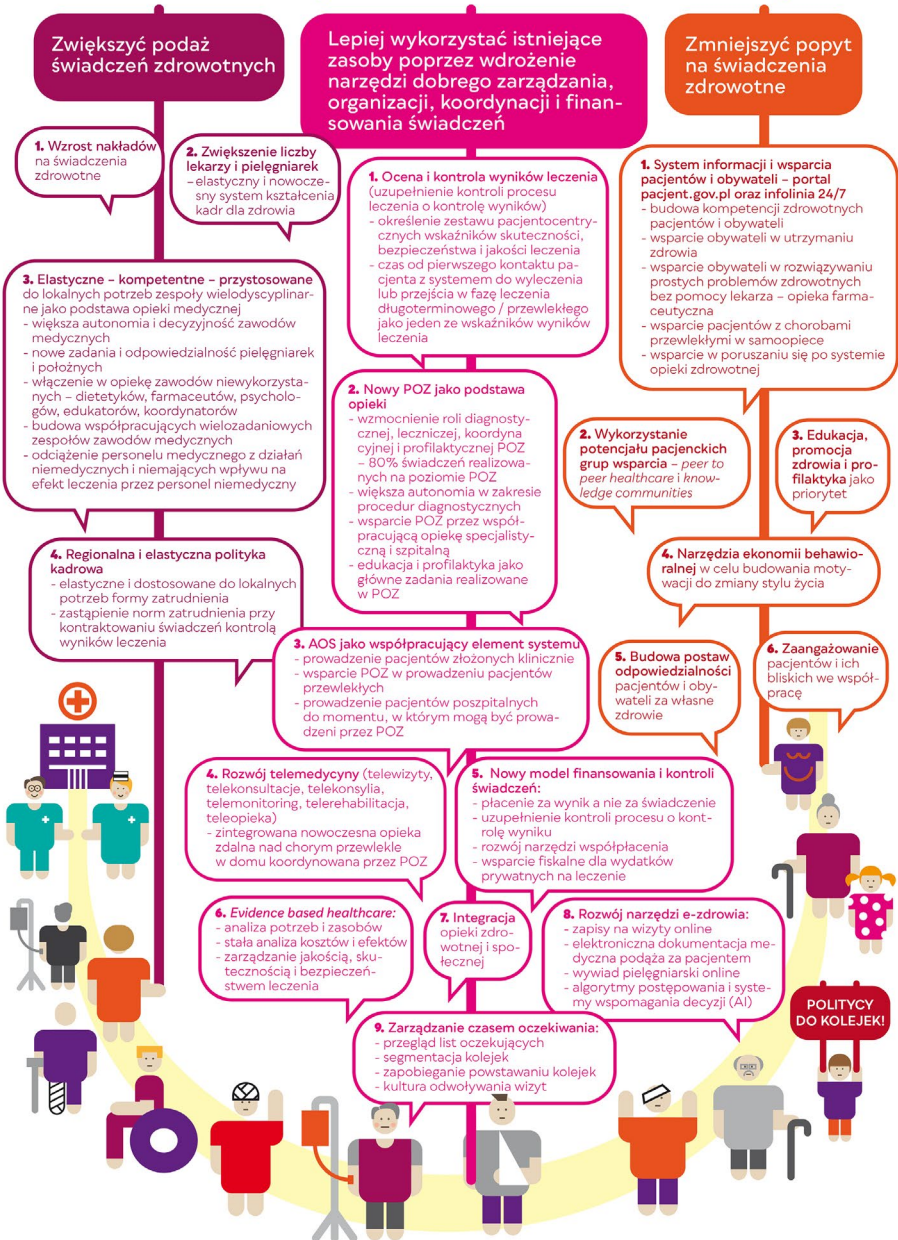 Zwiększyć podaż
świadczeń zdrowotnych
1. Wzrost nakładów
na świadczenia
zdrowotne
2. Zwiększenie liczby
lekarzy i pielęgniarek
– elastyczny i nowocze-
sny system kształcenia
kadr dla zdrowia
3. Elastyczne – kompetentne – przystosowane
do lokalnych potrzeb zespoły wielodyscyplinar-
ne jako podstawa opieki medycznej
- większa autonomia i decyzyjność zawodów
medycznych
- nowe zadania i odpowiedzialność pielęgniarek
i położnych
- włączenie w opiekę zawodów niewykorzysta-
nych – dietetyków, farmaceutów, psycholo-
gów, edukatorów, koordynatorów
- budowa współpracujących wielozadaniowych
zespołów zawodów medycznych
- odciążenie personelu medycznego z działań
niemedycznych i niemających wpływu na
efekt leczenia przez personel niemedyczny
4. Regionalna i elastyczna polityka
kadrowa
- elastyczne i dostosowane do lokalnych
potrzeb formy zatrudnienia
- zastąpienie norm zatrudnienia przy
kontraktowaniu świadczeń kontrolą
wyników leczenia
Lepiej wykorzystać istniejące
zasoby poprzez wdrożenie
narzędzi dobrego zarządzania,
organizacji, koordynacji i finan-
sowania świadczeń
1. Ocena i kontrola wyników leczenia
(uzupełnienie kontroli procesu
leczenia o kontrolę wyników)
- określenie zestawu pacjentocentry-
cznych wskaźników skuteczności,
bezpieczeństwa i jakości leczenia
- czas od pierwszego kontaktu pa-
cjenta z systemem do wyleczenia
lub przejścia w fazę leczenia
długoterminowego / przewlekłego
jako jeden ze wskaźników wyników
leczenia
2. Nowy POZ jako podstawa
opieki
- wzmocnienie roli diagnosty-
cznej, leczniczej, koordyna
cyjnej i profilaktycznej POZ
– 80% świadczeń realizowa-
nych na poziomie POZ
- większa autonomia w zakresie
procedur diagnostycznych
- wsparcie POZ przez współ-
pracującą opiekę specjalisty-
czną i szpitalną
- edukacja i profilaktyka jako
główne zadania realizowane
w POZ
3. AOS jako współpracujący element systemu
- prowadzenie pacjentów złożonych klinicznie
- wsparcie POZ w prowadzeniu pacjentów
przewlekłych
- prowadzenie pacjentów poszpitalnych
do momentu, w którym mogą być prowa-
dzeni przez POZ
4. Rozwój telemedycyny (telewizyty,
telekonsultacje, telekonsylia,
telemonitoring, telerehabilitacja,
teleopieka)
- zintegrowana nowoczesna opieka
zdalna nad chorym przewlekle
w domu koordynowana przez POZ
5. Nowy model finansowania i kontroli
świadczeń:
- płacenie za wynik a nie za świadczenie
- uzupełnienie kontroli procesu o kont-
rolę wyniku
- rozwój narzędzi współpłacenia
- wsparcie fiskalne dla wydatków
prywatnych na leczenie
6. Evidence based healthcare:
- analiza potrzeb i zasobów
- stała analiza kosztów i efektów
- zarządzanie jakością, sku-
tecznością i bezpieczeń-
stwem leczenia
7. Integracja
opieki zdro-
wotnej i spo-
łecznej
8. Rozwój narzędzi e-zdrowia:
- zapisy na wizyty online
- elektroniczna dokumentacja me-
dyczna podąża za pacjentem
- wywiad pielęgniarski online
- algorytmy postępowania i syste-
my wspomagania decyzji (AI)
9. Zarządzanie czasem oczekiwania:
- przegląd list oczekujących
- segmentacja kolejek
- zapobieganie powstawaniu kolejek
- kultura odwoływania wizyt
Zmniejszyć popyt
na świadczenia
zdrowotne
1. System informacji i wsparcia
pacjentów i obywateli – portal
pacjent.gov.pl oraz infolinia 24/7
- budowa kompetencji zdrowotnych
pacjentów i obywateli
- wsparcie obywateli w utrzymaniu
zdrowia
- wsparcie obywateli w rozwiązywaniu
prostych problemów zdrowotnych
bez pomocy lekarza – opieka farma-
ceutyczna
- wsparcie pacjentów z chorobami
przewlekłymi w samoopiece
- wsparcie w poruszaniu się po systemie
opieki zdrowotnej
2. Wykorzystanie
potencjału pacjenckich
grup wsparcia – peer to
peer healthcare i know-
ledge communities
3. Edukacja,
promocja
zdrowia i pro-
filaktyka jako
priorytet
4. Narzędzia ekonomii behawio-
ralnej w celu budowania moty-
wacji do zmiany stylu życia
5. Budowa postaw
odpowiedzialności
pacjentów i oby-
wateli za własne
zdrowie
6. Zaangażowanie
pacjentów i ich
bliskich we współ-
pracę
POLITYCY
DO KOLEJEK!